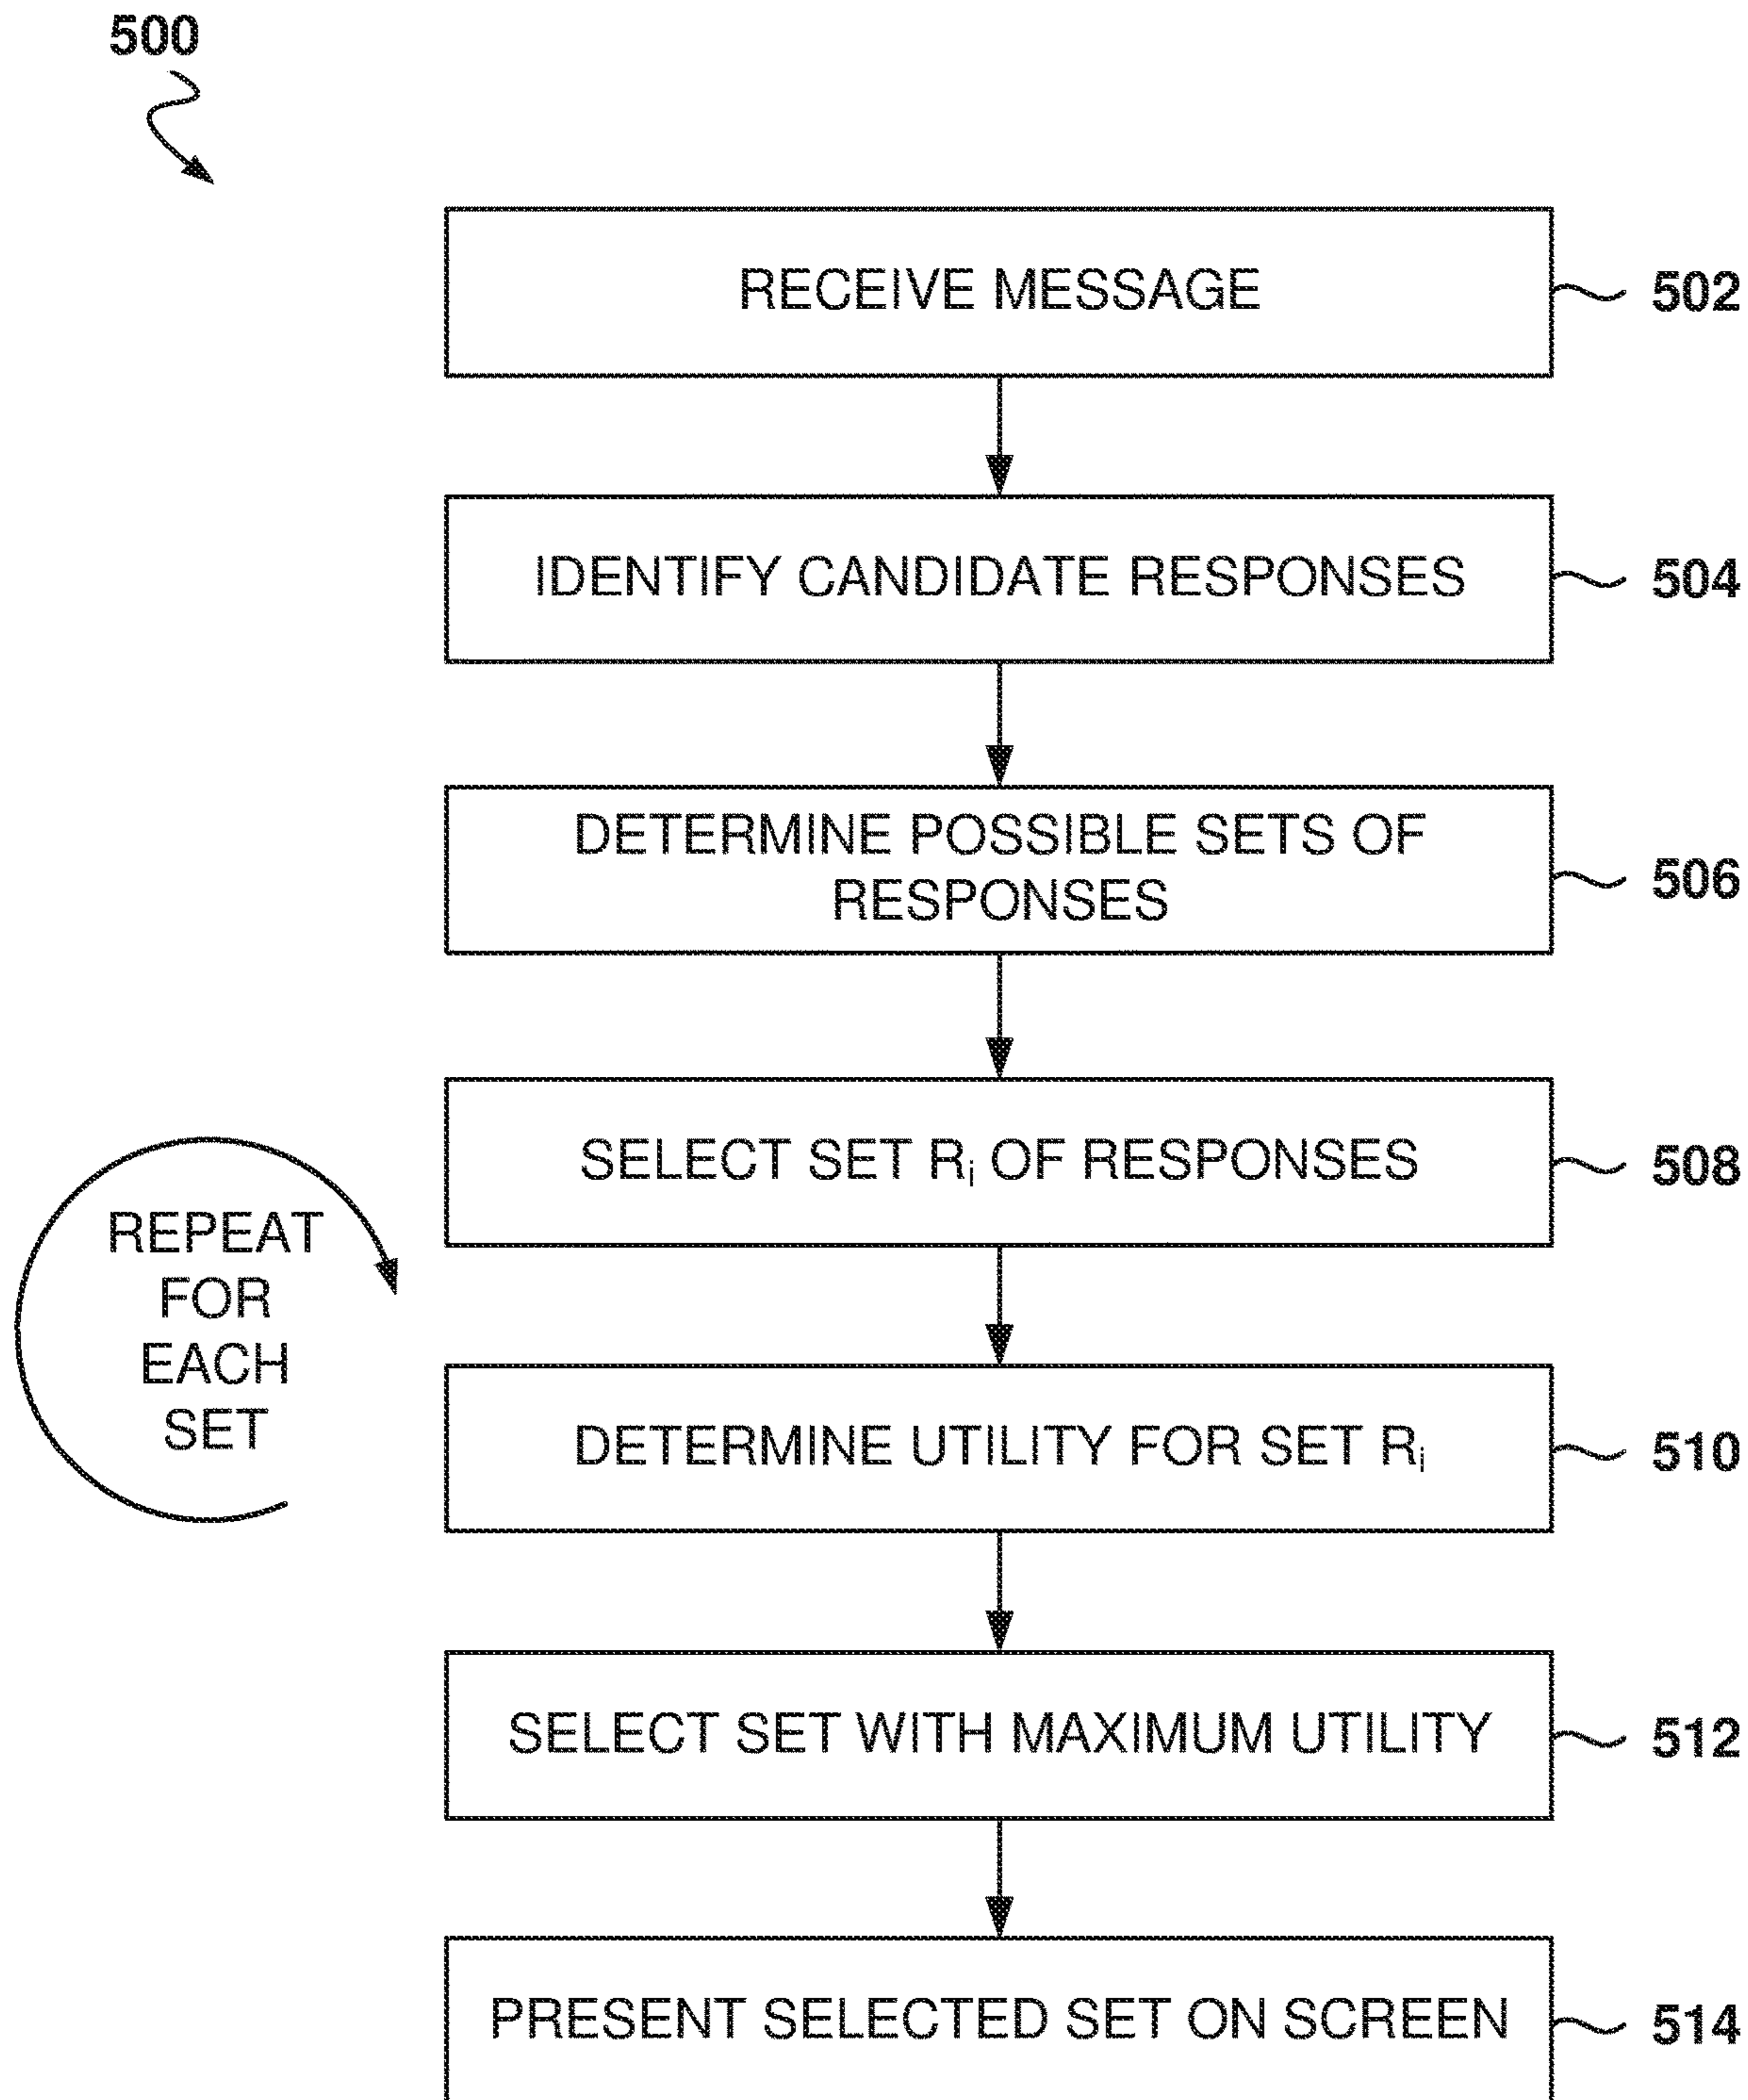 500
RECEIVE MESSAGE
502
IDENTIFY CANDIDATE RESPONSES
504
DETERMINE POSSIBLE SETS OF
RESPONSES
506
SELECT SET Rᵢ OF RESPONSES
508
REPEAT
FOR
EACH
SET
DETERMINE UTILITY FOR SET Rᵢ
510
SELECT SET WITH MAXIMUM UTILITY
512
PRESENT SELECTED SET ON SCREEN
514